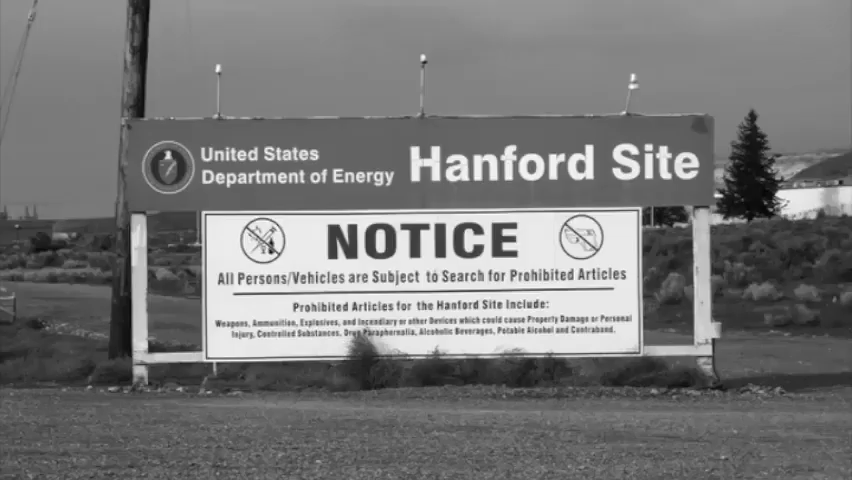 United States
Department of Energy
Hanford Site
NOTICE
All Persons/Vehicles are Subject to Search for Prohibited Articles
Prohibited Articles for the Hanford Site Include:
Weapons, Ammunition, Explosives, and Incendiary or other Devices which could cause Property Damage or Personal
Injury, Controlled Substances, Drug Paraphernalia, Alcoholic Beverages, Potable Alcohol and Contraband.